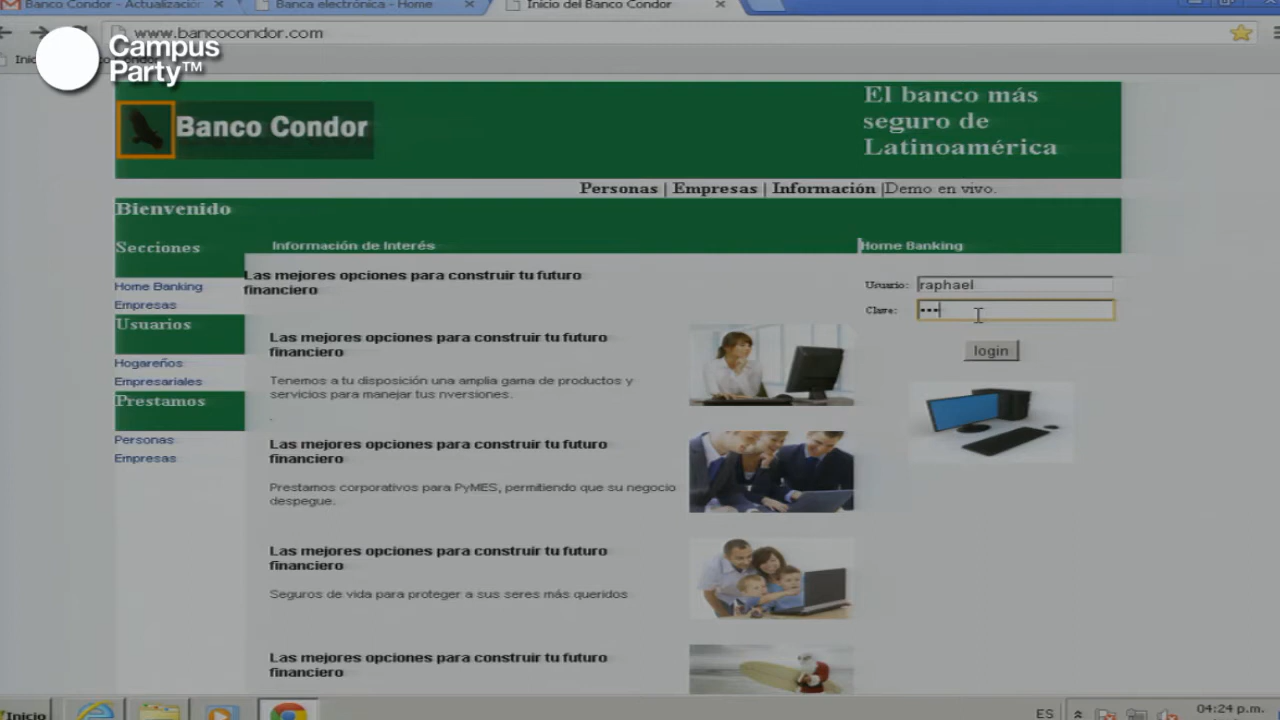 Banco Condor - Actualizació
Banca electrónica - Home
Inicio del Banco Condor
www.bancocondor.com
Campus
Party™
Banco Condor
El banco más
seguro de
Latinoamérica
Personas | Empresas | Información |Demo en vivo.
Bienvenido
Secciones
Información de Interés
Home Banking
Home Banking
Empresas
Usuarios
Hogareños
Empresariales
Prestamos
Personas
Empresas
Las mejores opciones para construir tu futuro
financiero
Las mejores opciones para construir tu futuro
financiero
Tenemos a tu disposición una amplia gama de productos y
servicios para manejar tus nversiones.
.
Las mejores opciones para construir tu futuro
financiero
Prestamos corporativos para PyMES, permitiendo que su negocio
despegue.
Las mejores opciones para construir tu futuro
financiero
Seguros de vida para proteger a sus seres más queridos
Las mejores opciones para construir tu futuro
financiero
Usuario: raphael
Clave: •••
login
Inicio
ES
04:24 p.m.